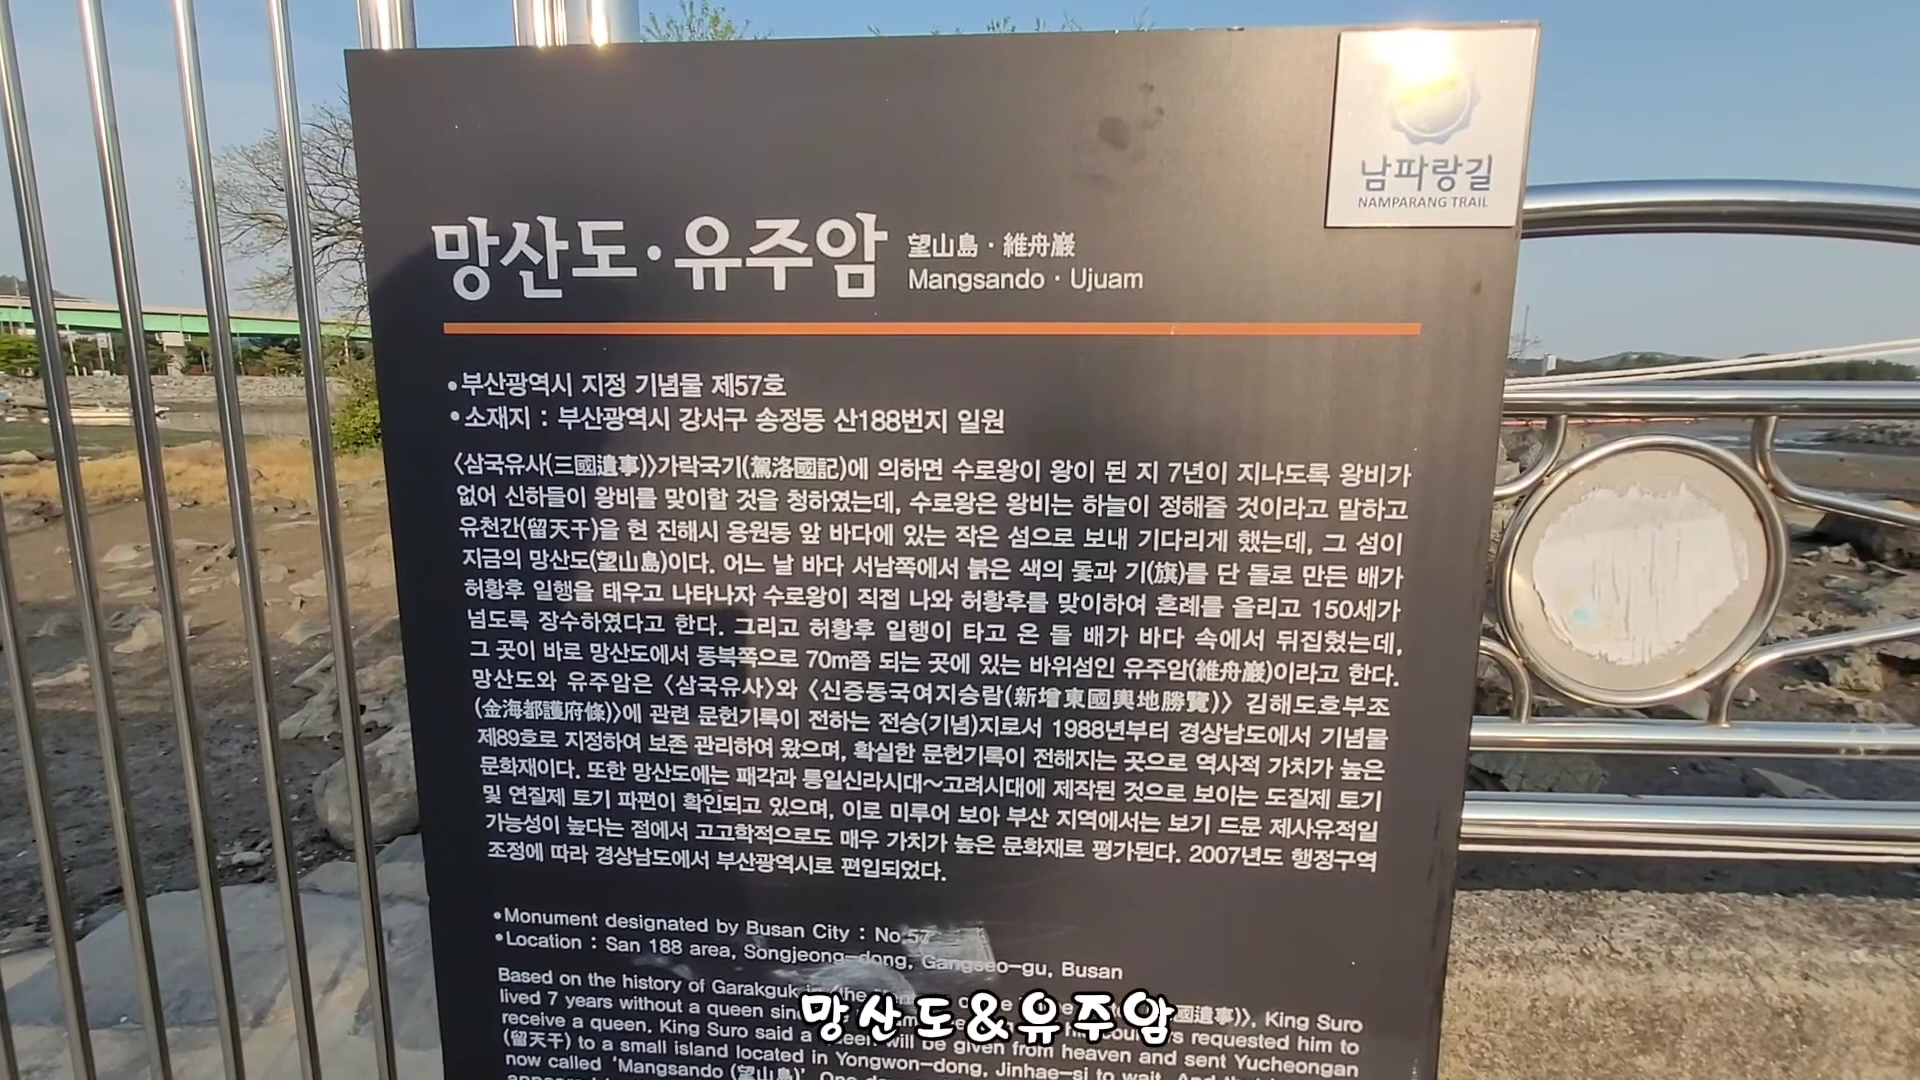 남파랑길
NAMPARANG TRAIL
망산도·유주암 望山島·維舟巖
Mangsando · Ujuam
•부산광역시 지정 기념물 제57호
•소재지 : 부산광역시 강서구 송정동 산188번지 일원
〈삼국유사(三國遺事)〉가락국기(駕洛國記)에 의하면 수로왕이 왕이 된 지 7년이 지나도록 왕비가
없어 신하들이 왕비를 맞이할 것을 청하였는데, 수로왕은 왕비는 하늘이 정해줄 것이라고 말하고
유천간(留天干)을 현 진해시 용원동 앞 바다에 있는 작은 섬으로 보내 기다리게 했는데, 그 섬이
지금의 망산도(望山島)이다. 어느 날 바다 서남쪽에서 붉은 색의 돛과 기(旗)를 단 돌로 만든 배가
허황후 일행을 태우고 나타나자 수로왕이 직접 나와 허황후를 맞이하여 혼례를 올리고 150세가
넘도록 장수하였다고 한다. 그리고 허황후 일행이 타고 온 돌 배가 바다 속에서 뒤집혔는데,
그 곳이 바로 망산도에서 동북쪽으로 70m쯤 되는 곳에 있는 바위섬인 유주암(維舟巖)이라고 한다.
망산도와 유주암은 〈삼국유사〉와 〈신증동국여지승람(新增東國輿地勝覽)〉 김해도호부조
(金海都護府條)〉에 관련 문헌기록이 전하는 전승(기념)지로서 1988년부터 경상남도에서 기념물
제89호로 지정하여 보존 관리하여 왔으며, 확실한 문헌기록이 전해지는 곳으로 역사적 가치가 높은
문화재이다. 또한 망산도에는 패각과 통일신라시대~고려시대에 제작된 것으로 보이는 도질제 토기
및 연질제 토기 파편이 확인되고 있으며, 이로 미루어 보아 부산 지역에서는 보기 드문 제사유적일
가능성이 높다는 점에서 고고학적으로도 매우 가치가 높은 문화재로 평가된다. 2007년도 행정구역
조정에 따라 경상남도에서 부산광역시로 편입되었다.
•Monument designated by Busan City : No.57
•Location : San 188 area, Songjeong-dong, Gangseo-gu, Busan
Based on the history of Garakguk 國遺事)〉, King Suro
lived 7 years without a queen requested him to
receive a queen. King Suro said a will be given from heaven and sent Yucheongan
(留天干) to a small island located in Yongwon-dong, Jinhae-si to wait. And
now called 'Mangsando (望山島)'.
망산도&유주암